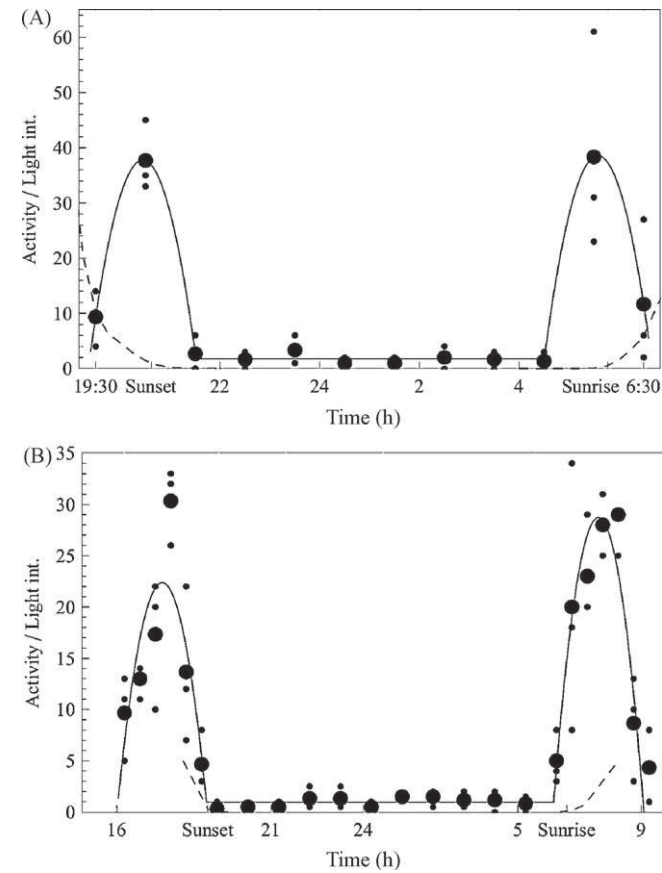 (A)
60
50
40
30
20
10
0
Activity / Light int.
19:30 Sunset 22 24 2 4 Sunrise 6:30
Time (h)
(B)
35
30
25
20
15
10
5
0
Activity / Light int.
16 Sunset 21 24 5 Sunrise 9
Time (h)